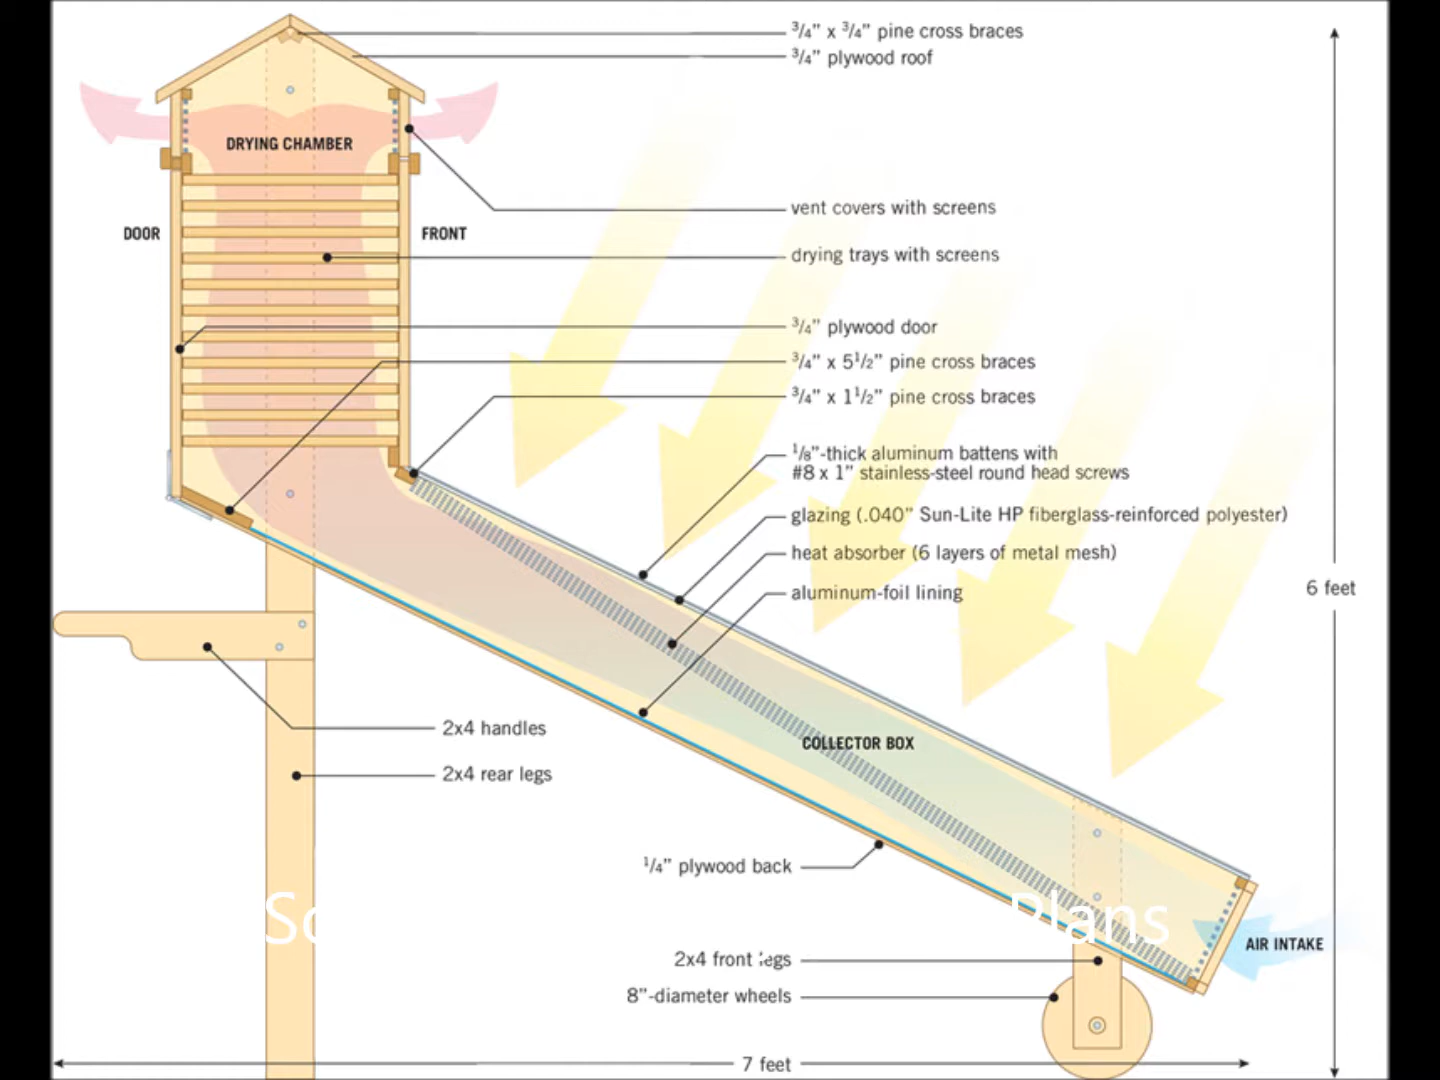 3/4" x 3/4" pine cross braces
3/4" plywood roof
DRYING CHAMBER
vent covers with screens
DOOR
FRONT
drying trays with screens
3/4" plywood door
3/4" x 5 1/2" pine cross braces
3/4" x 1 1/2" pine cross braces
1/8"-thick aluminum battens with
#8 x 1" stainless-steel round head screws
glazing (.040" Sun-Lite HP fiberglass-reinforced polyester)
heat absorber (6 layers of metal mesh)
6 feet
aluminum-foil lining
2x4 handles
COLLECTOR BOX
2x4 rear legs
1/4" plywood back
Plans
AIR INTAKE
2x4 front legs
8"-diameter wheels
7 feet